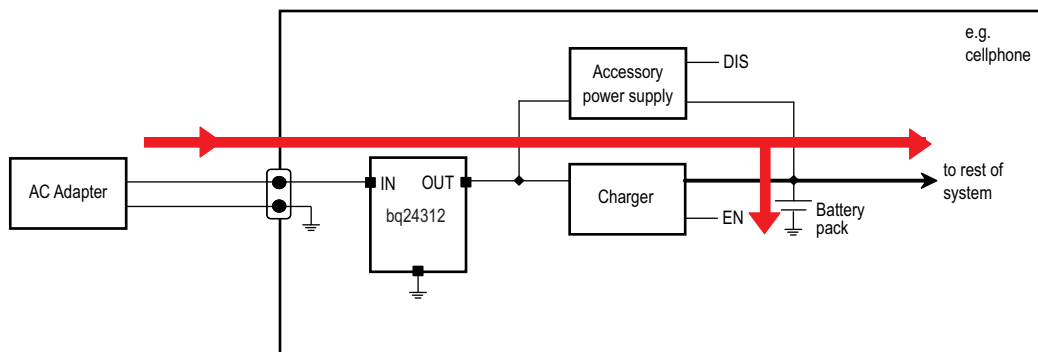 e.g.
cellphone
Accessory
power supply
DIS
AC Adapter
IN
OUT
bq24312
Charger
EN
to rest of
system
Battery
pack